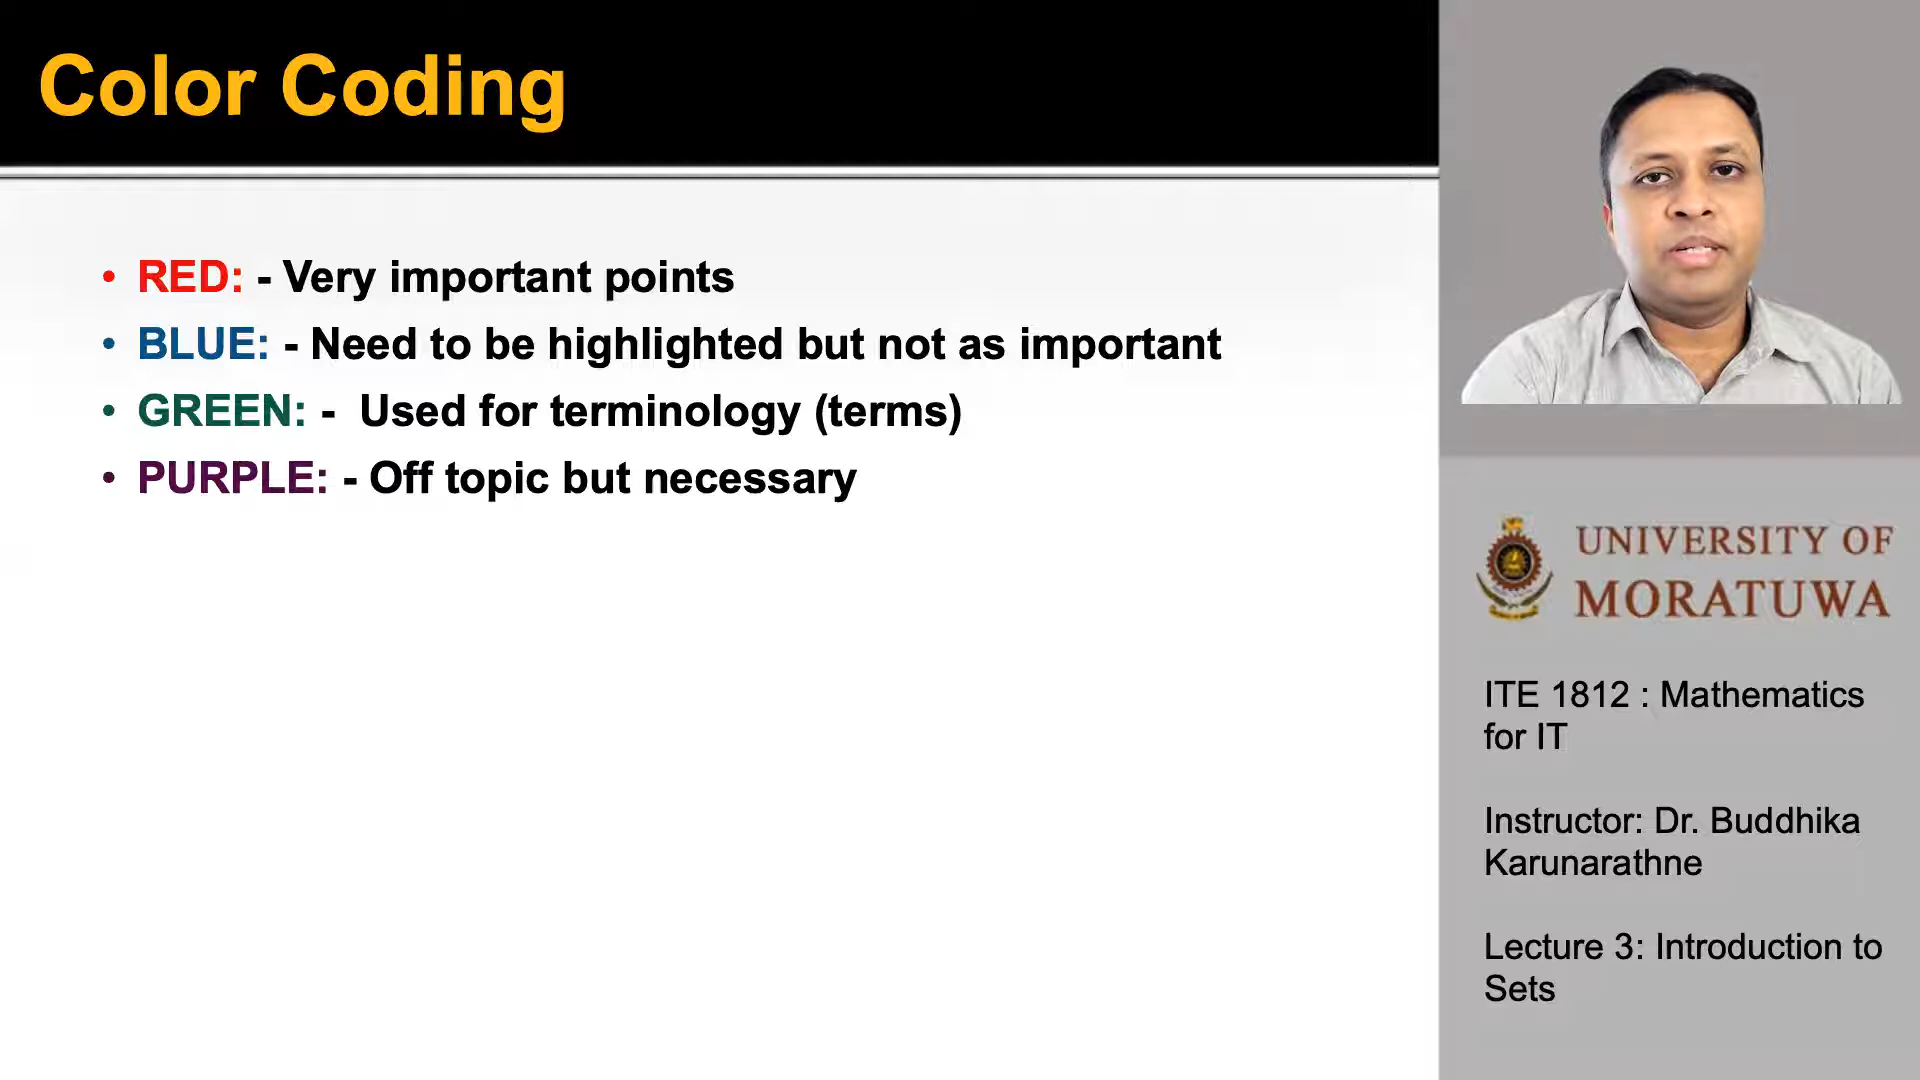 Color Coding
• RED: - Very important points
• BLUE: - Need to be highlighted but not as important
• GREEN: -  Used for terminology (terms)
• PURPLE: - Off topic but necessary
UNIVERSITY OF
MORATUWA
ITE 1812 : Mathematics
for IT
Instructor: Dr. Buddhika
Karunarathne
Lecture 3: Introduction to
Sets